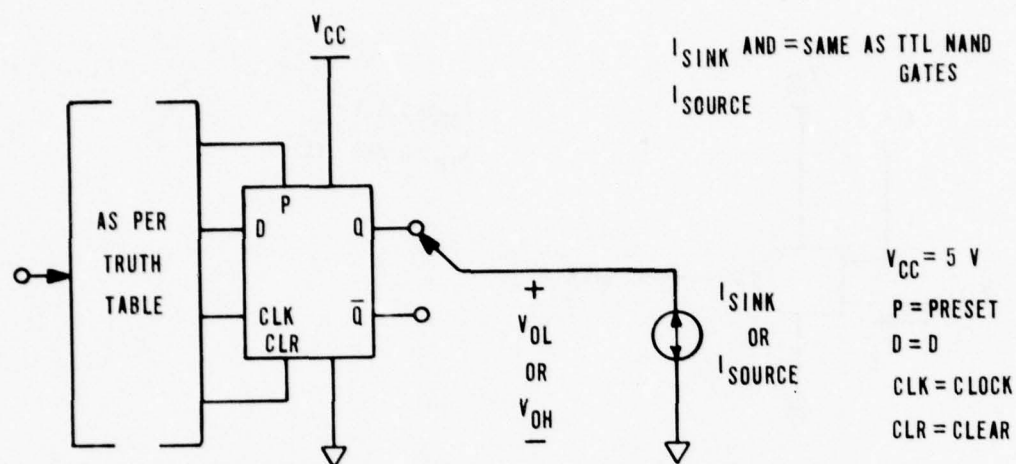 V_CC
I_SINK AND = SAME AS TTL NAND
GATES
I_SOURCE
AS PER
TRUTH
TABLE
P
D Q
CLK Q̅
CLR
+
V_OL
OR
V_OH
−
I_SINK
OR
I_SOURCE
V_CC = 5 V
P = PRESET
D = D
CLK = CLOCK
CLR = CLEAR